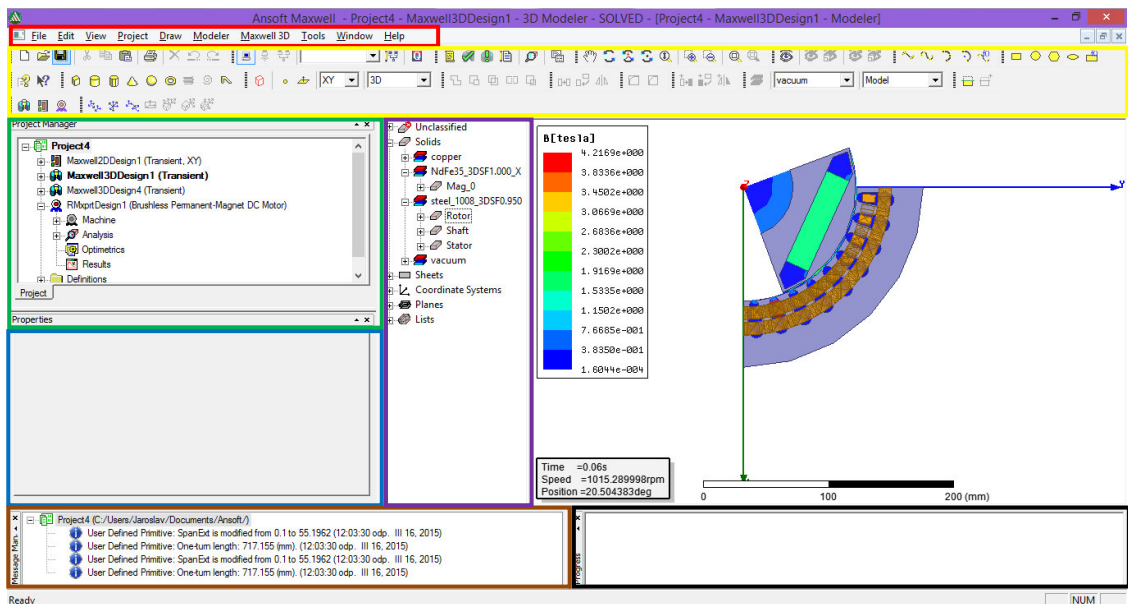 Ansoft Maxwell - Project4 - Maxwell3DDesign1 - 3D Modeler - SOLVED - [Project4 - Maxwell3DDesign1 - Modeler]
File Edit View Project Draw Modeler Maxwell 3D Tools Window Help
XY 3D vacuum Model
Project Manager
Project4
Maxwell2DDesign1 (Transient, XY)
Maxwell3DDesign1 (Transient)
Maxwell3DDesign4 (Transient)
RMxprtDesign1 (Brushless Permanent-Magnet DC Motor)
Machine
Analysis
Optimetrics
Results
Definitions
Project
Properties
Unclassified
Solids
copper
NdFe35_3DSF1.000_X
Mag_0
steel_1008_3DSF0.950
Rotor
Shaft
Stator
vacuum
Sheets
Coordinate Systems
Planes
Lists
B[tesla]
4.2169e+000
3.8336e+000
3.4502e+000
3.0669e+000
2.6836e+000
2.3002e+000
1.9169e+000
1.5335e+000
1.1502e+000
7.6685e-001
3.8350e-001
1.6044e-004
Y
Time =0.06s
Speed =1015.289998rpm
Position =20.504383deg
0 100 200 (mm)
Message Man.
Project4 (C:/Users/Jaroslav/Documents/Ansoft/)
User Defined Primitive: SpanExt is modified from 0.1 to 55.1962 (12:03:30 odp. III 16, 2015)
User Defined Primitive: One-turn length: 717.155 (mm). (12:03:30 odp. III 16, 2015)
User Defined Primitive: SpanExt is modified from 0.1 to 55.1962 (12:03:30 odp. III 16, 2015)
User Defined Primitive: One-turn length: 717.155 (mm). (12:03:30 odp. III 16, 2015)
Progress
Ready
NUM